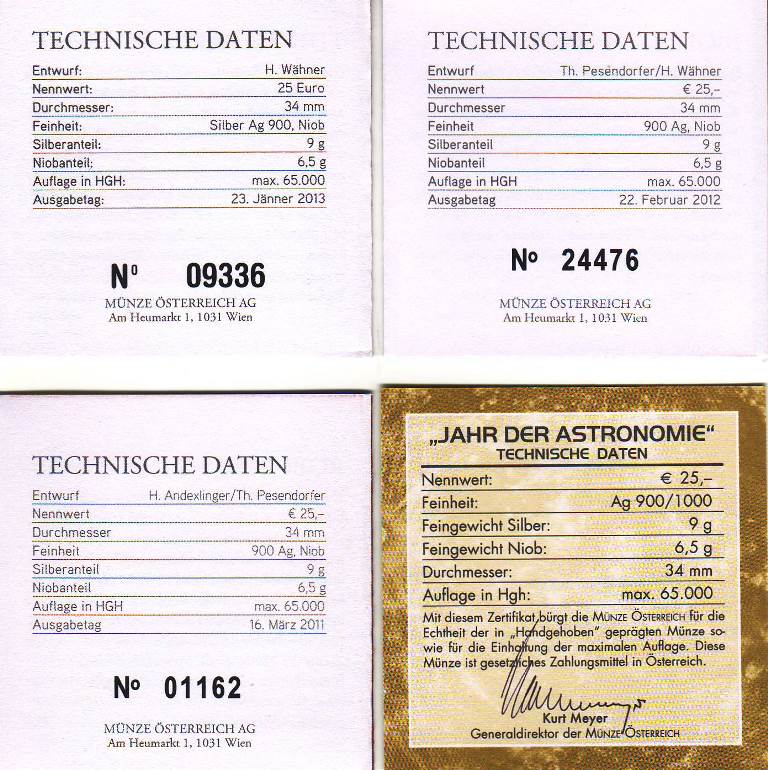 TECHNISCHE DATEN
Entwurf: H. Wähner
Nennwert: 25 Euro
Durchmesser: 34 mm
Feinheit: Silber Ag 900, Niob
Silberanteil: 9 g
Niobanteil: 6,5 g
Auflage in HGH: max. 65.000
Ausgabetag: 23. Jänner 2013
Nº 09336
MÜNZE ÖSTERREICH AG
Am Heumarkt 1, 1031 Wien
TECHNISCHE DATEN
Entwurf Th. Pesendorfer/H. Wähner
Nennwert € 25,–
Durchmesser 34 mm
Feinheit 900 Ag, Niob
Silberanteil 9 g
Niobanteil 6,5 g
Auflage in HGH max. 65.000
Ausgabetag 22. Februar 2012
Nº 24476
MÜNZE ÖSTERREICH AG
Am Heumarkt 1, 1031 Wien
TECHNISCHE DATEN
Entwurf H. Andexlinger/Th. Pesendorfer
Nennwert € 25,–
Durchmesser 34 mm
Feinheit 900 Ag, Niob
Silberanteil 9 g
Niobanteil 6,5 g
Auflage in HGH max. 65.000
Ausgabetag 16. März 2011
Nº 01162
MÜNZE ÖSTERREICH AG
Am Heumarkt 1, 1031 Wien
„JAHR DER ASTRONOMIE“
TECHNISCHE DATEN
Nennwert: € 25,–
Feinheit: Ag 900/1000
Feingewicht Silber: 9 g
Feingewicht Niob: 6,5 g
Durchmesser: 34 mm
Auflage in Hgh: max. 65.000
Mit diesem Zertifikat bürgt die MÜNZE ÖSTERREICH für die
Echtheit der in „Handgehoben“ geprägten Münze so-
wie für die Einhaltung der maximalen Auflage. Diese
Münze ist gesetzliches Zahlungsmittel in Österreich.
Kurt Meyer
Generaldirektor der MÜNZE ÖSTERREICH